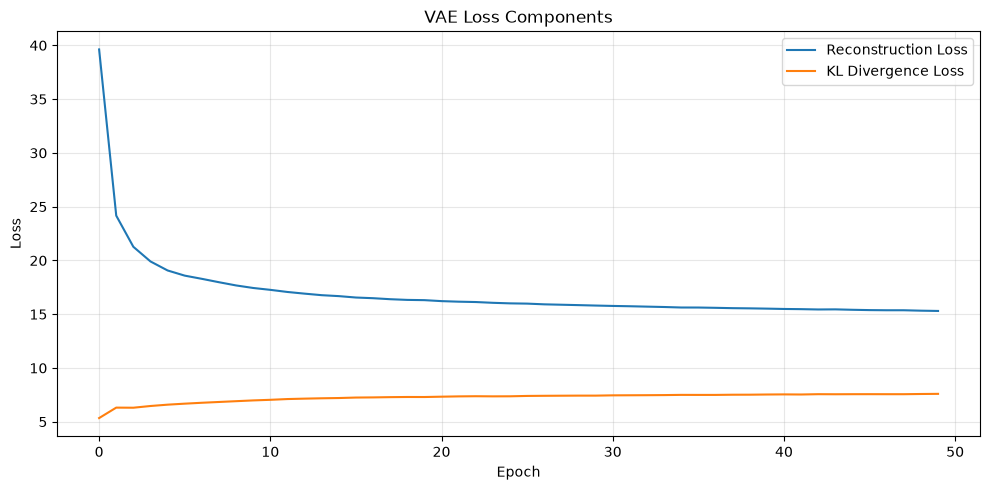 VAE Loss Components
Reconstruction Loss
KL Divergence Loss
Loss
40
35
30
25
20
15
10
5
0 10 20 30 40 50
Epoch